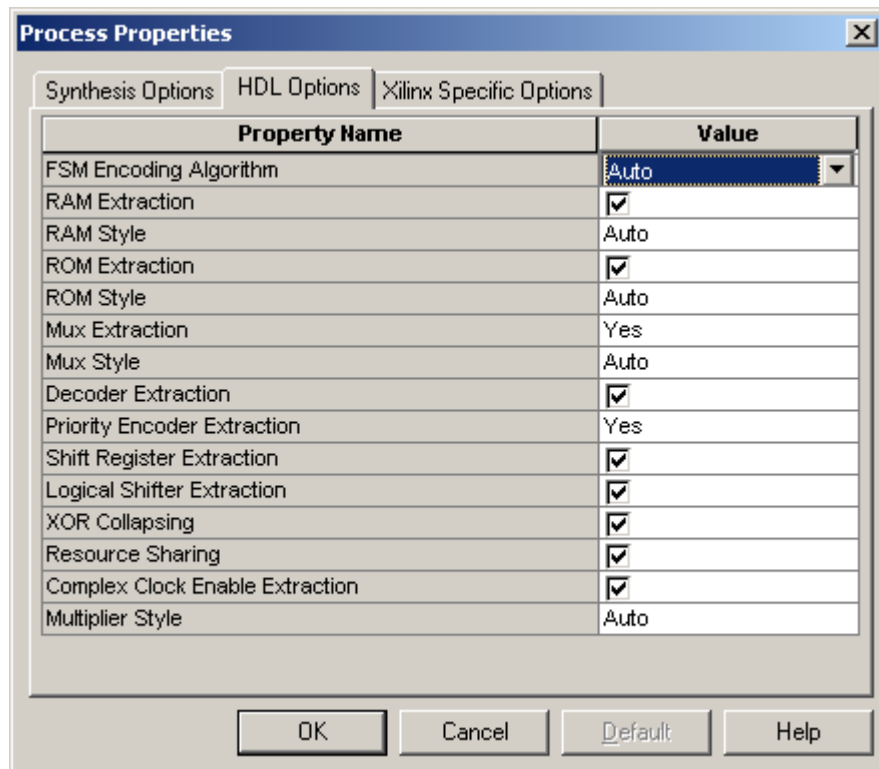 Process Properties
Synthesis Options HDL Options Xilinx Specific Options
Property Name Value
FSM Encoding Algorithm Auto
RAM Extraction
RAM Style Auto
ROM Extraction
ROM Style Auto
Mux Extraction Yes
Mux Style Auto
Decoder Extraction
Priority Encoder Extraction Yes
Shift Register Extraction
Logical Shifter Extraction
XOR Collapsing
Resource Sharing
Complex Clock Enable Extraction
Multiplier Style Auto
OK Cancel Default Help